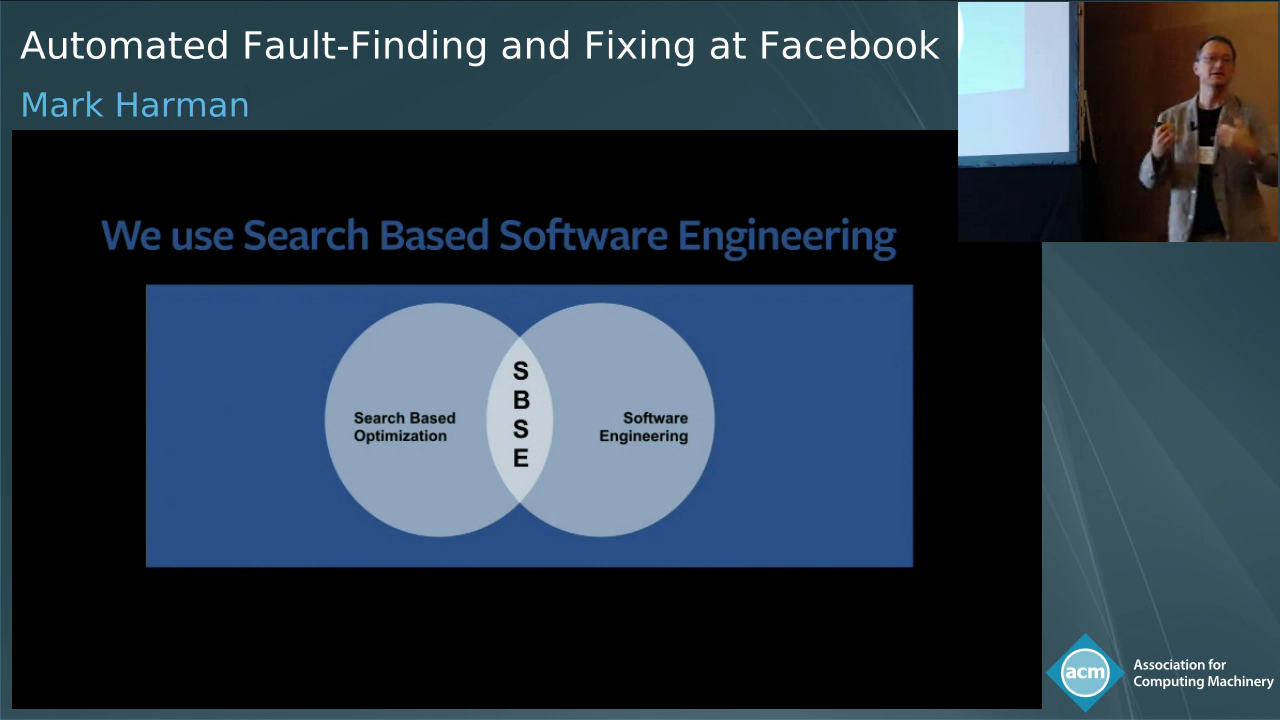 Automated Fault-Finding and Fixing at Facebook
Mark Harman
We use Search Based Software Engineering
Search Based
Optimization
S
B
S
E
Software
Engineering
acm
Association for
Computing Machinery